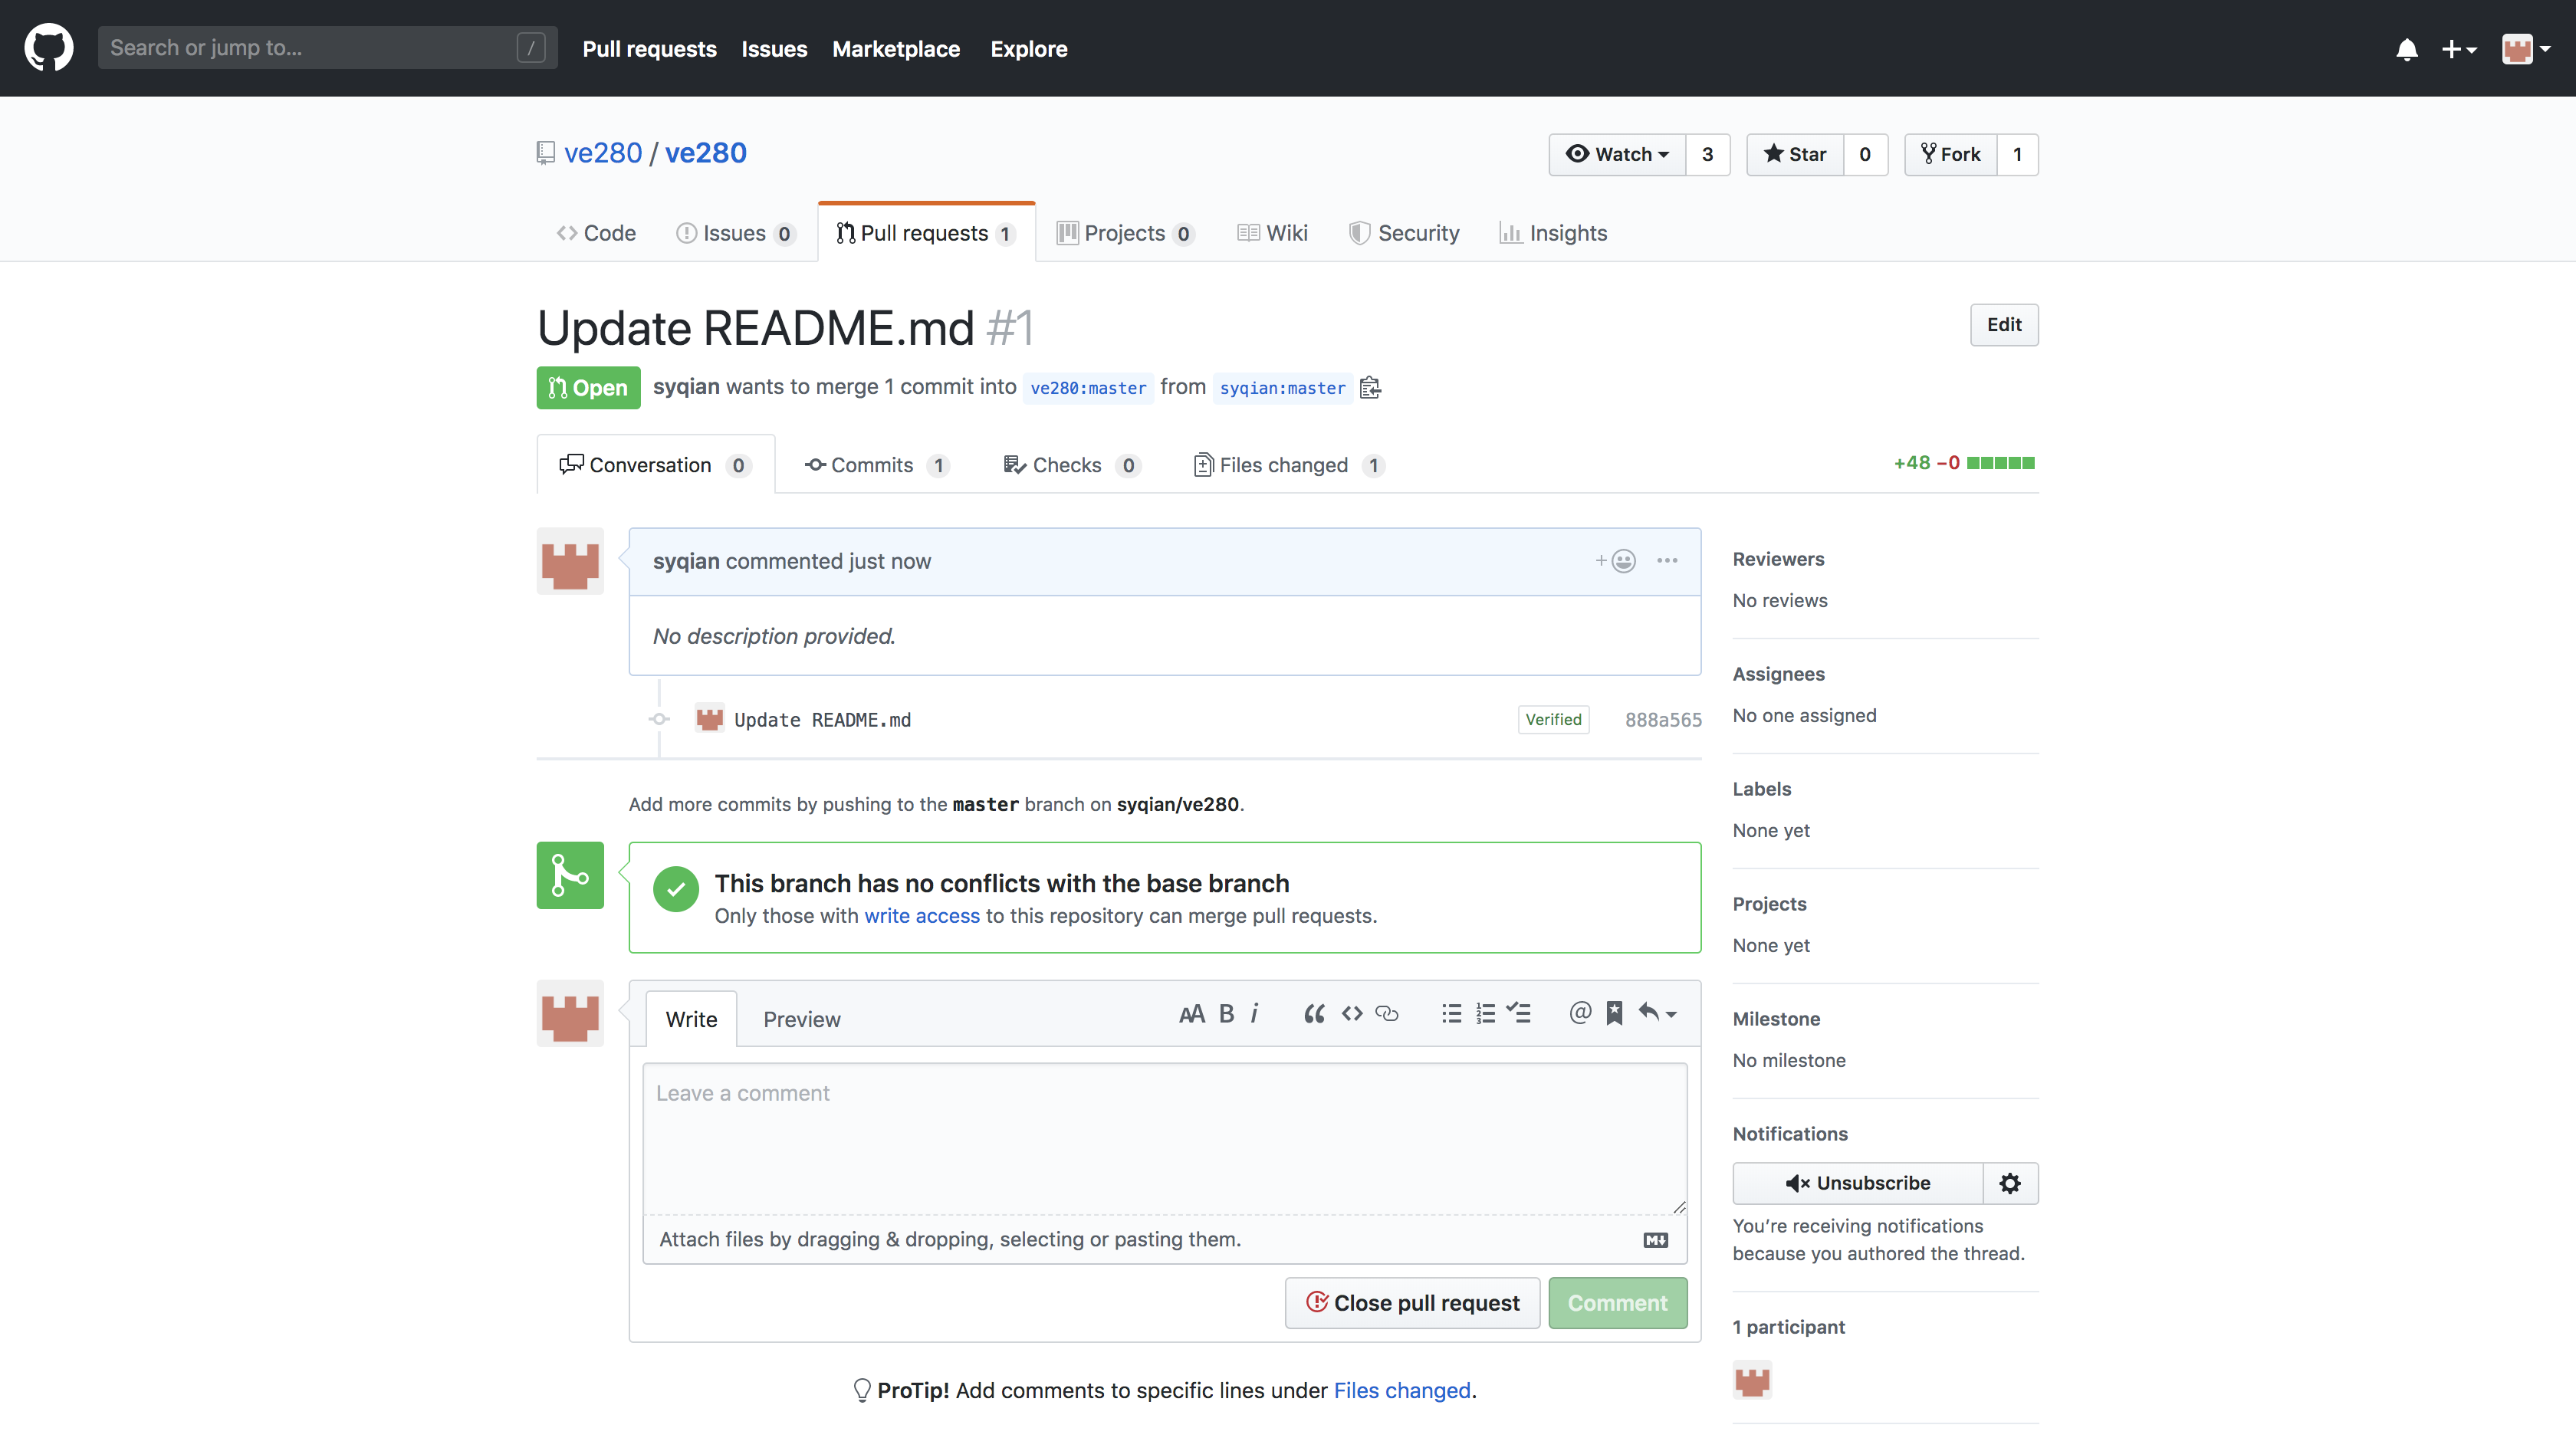 Search or jump to... /
Pull requests Issues Marketplace Explore
ve280 / ve280
Watch 3 Star 0 Fork 1
Code Issues 0 Pull requests 1 Projects 0 Wiki Security Insights
Update README.md #1
Edit
Open syqian wants to merge 1 commit into ve280:master from syqian:master
Conversation 0 Commits 1 Checks 0 Files changed 1
+48 −0
syqian commented just now
No description provided.
Update README.md Verified 888a565
Add more commits by pushing to the master branch on syqian/ve280.
This branch has no conflicts with the base branch
Only those with write access to this repository can merge pull requests.
Write Preview
AA B i
Leave a comment
Attach files by dragging & dropping, selecting or pasting them.
Close pull request Comment
ProTip! Add comments to specific lines under Files changed.
Reviewers
No reviews
Assignees
No one assigned
Labels
None yet
Projects
None yet
Milestone
No milestone
Notifications
Unsubscribe
You’re receiving notifications
because you authored the thread.
1 participant